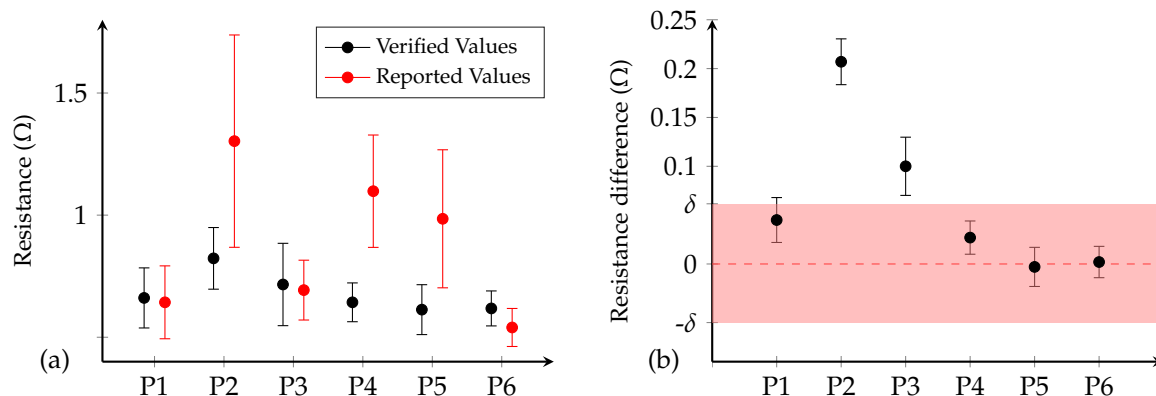 Resistance (Ω)
1.5
1
Verified Values
Reported Values
(a)
P1 P2 P3 P4 P5 P6
Resistance difference (Ω)
0.25
0.2
0.15
0.1
δ
0
-δ
(b)
P1 P2 P3 P4 P5 P6